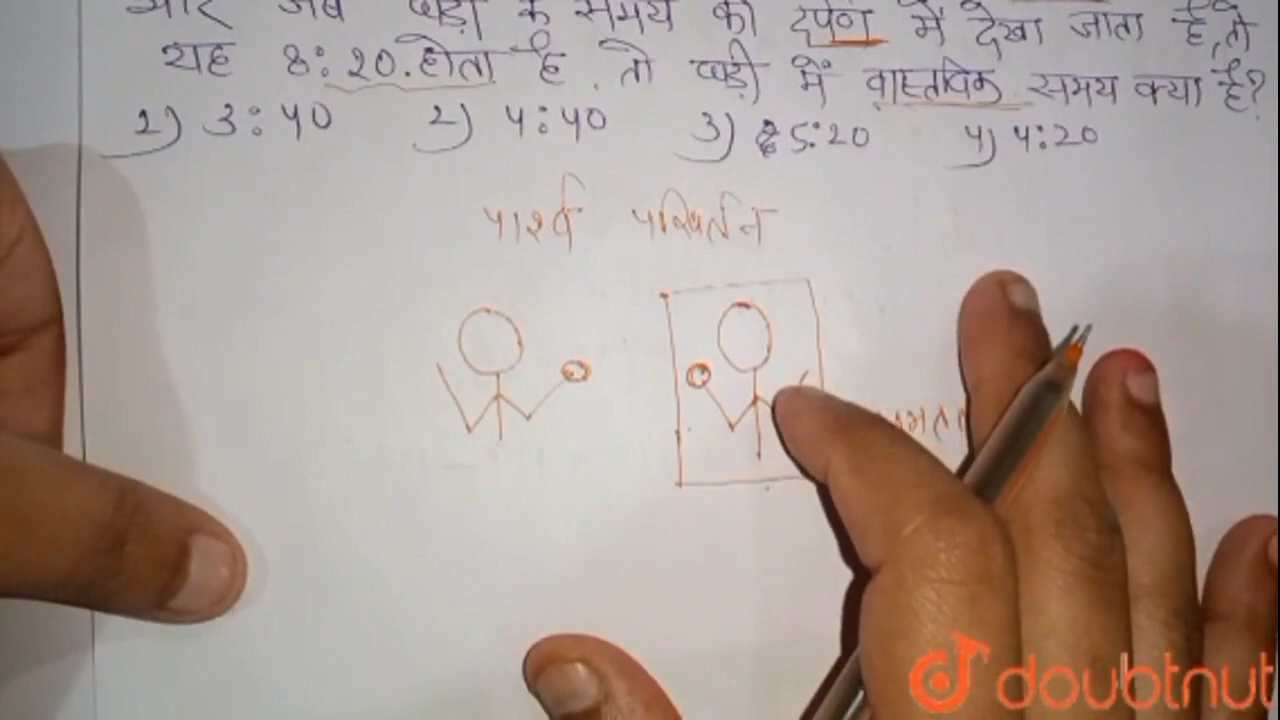 और जब घड़ी के समय को दर्पण में देखा जाता है, तो
यह 8:20. होता है. तो घड़ी में वास्तविक समय क्या है?
1) 3:40 2) 4:40 3) 5:20 4) 4:20
पार्श्व परिवर्तन
doubtnut